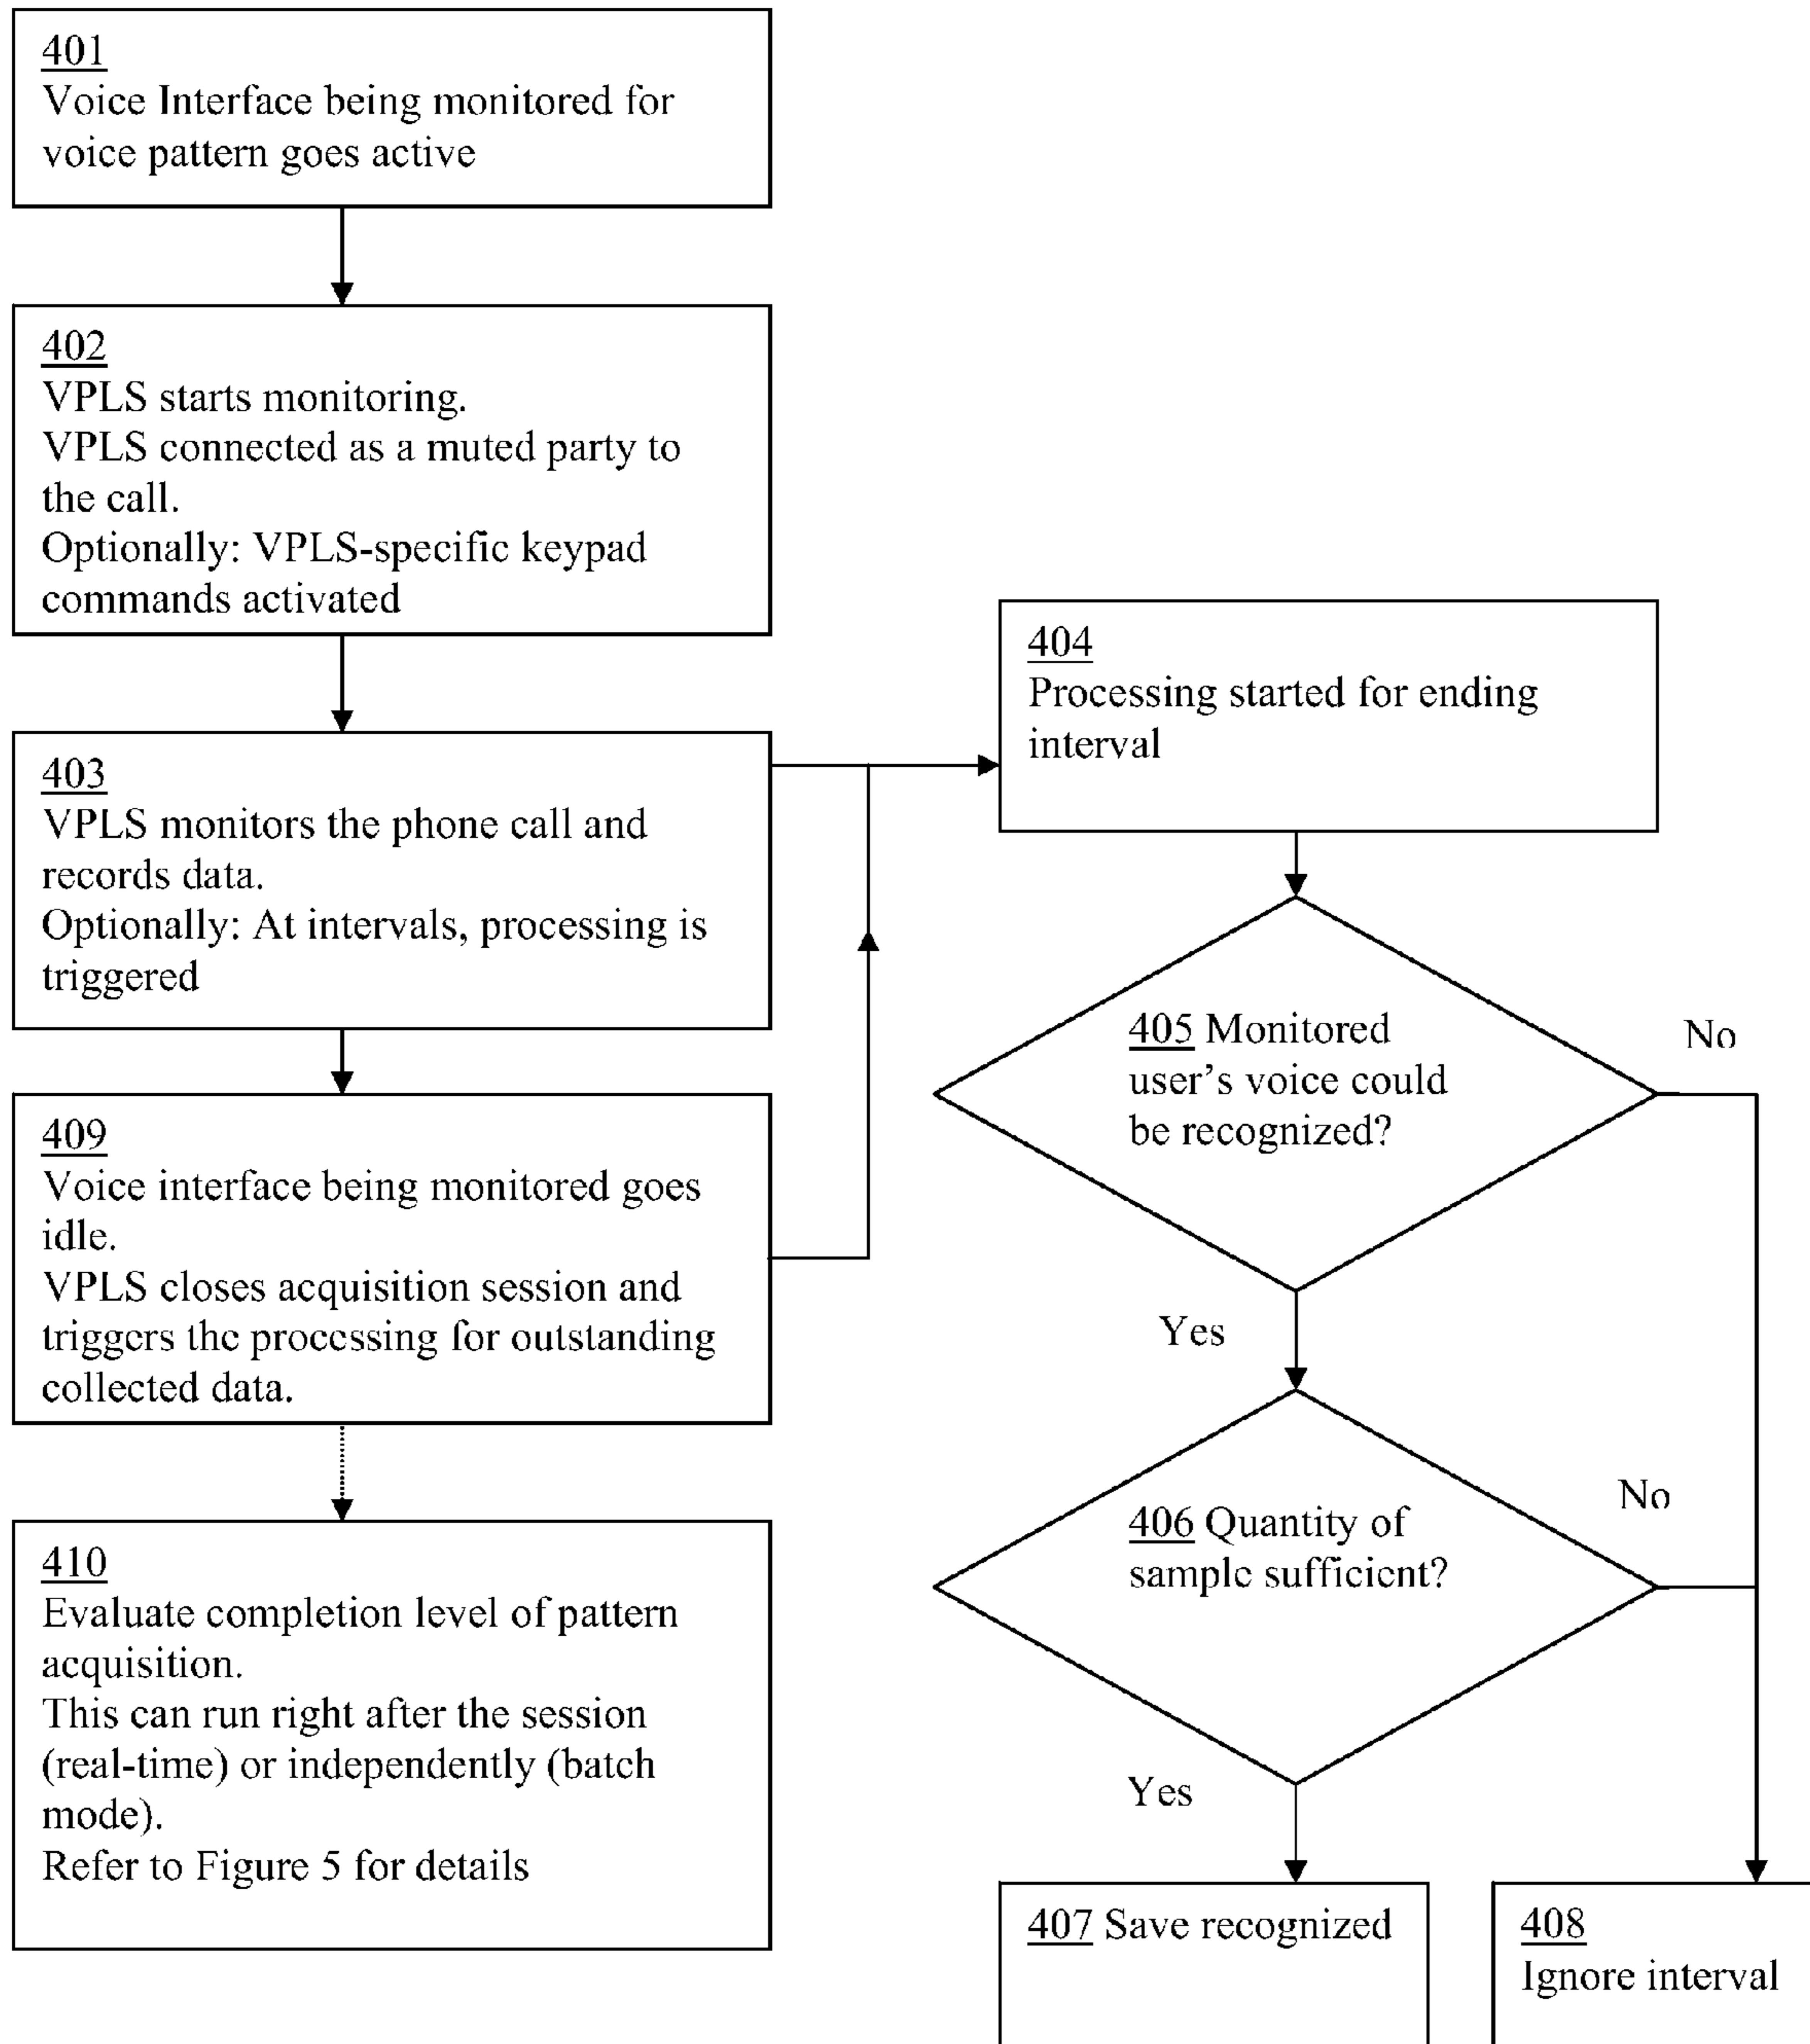 401
Voice Interface being monitored for
voice pattern goes active
402
VPLS starts monitoring.
VPLS connected as a muted party to
the call.
Optionally: VPLS-specific keypad
commands activated
403
VPLS monitors the phone call and
records data.
Optionally: At intervals, processing is
triggered
404
Processing started for ending
interval
405 Monitored
user's voice could
be recognized?
No
Yes
406 Quantity of
sample sufficient?
No
Yes
407 Save recognized
408
Ignore interval
409
Voice interface being monitored goes
idle.
VPLS closes acquisition session and
triggers the processing for outstanding
collected data.
410
Evaluate completion level of pattern
acquisition.
This can run right after the session
(real-time) or independently (batch
mode).
Refer to Figure 5 for details